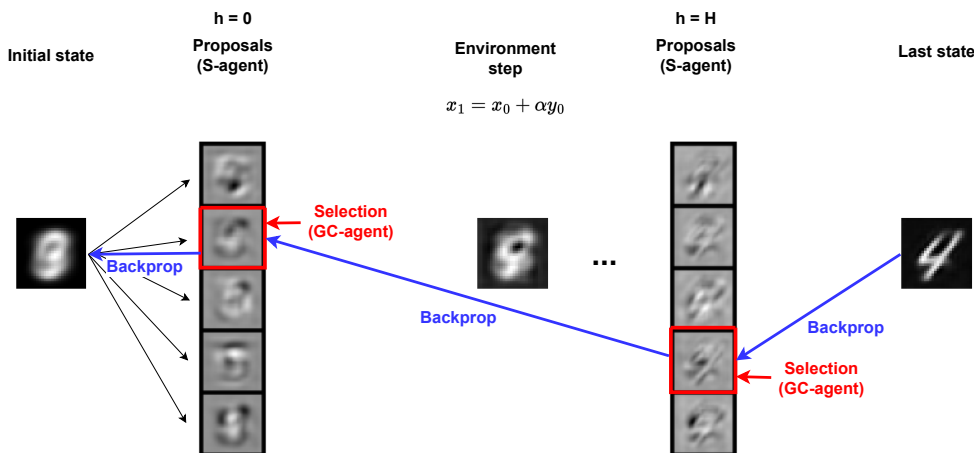 h = 0
h = H
Initial state
Proposals
(S-agent)
Environment
step
Proposals
(S-agent)
Last state
x₁ = x₀ + αy₀
Selection
(GC-agent)
Backprop
...
Backprop
Backprop
Selection
(GC-agent)